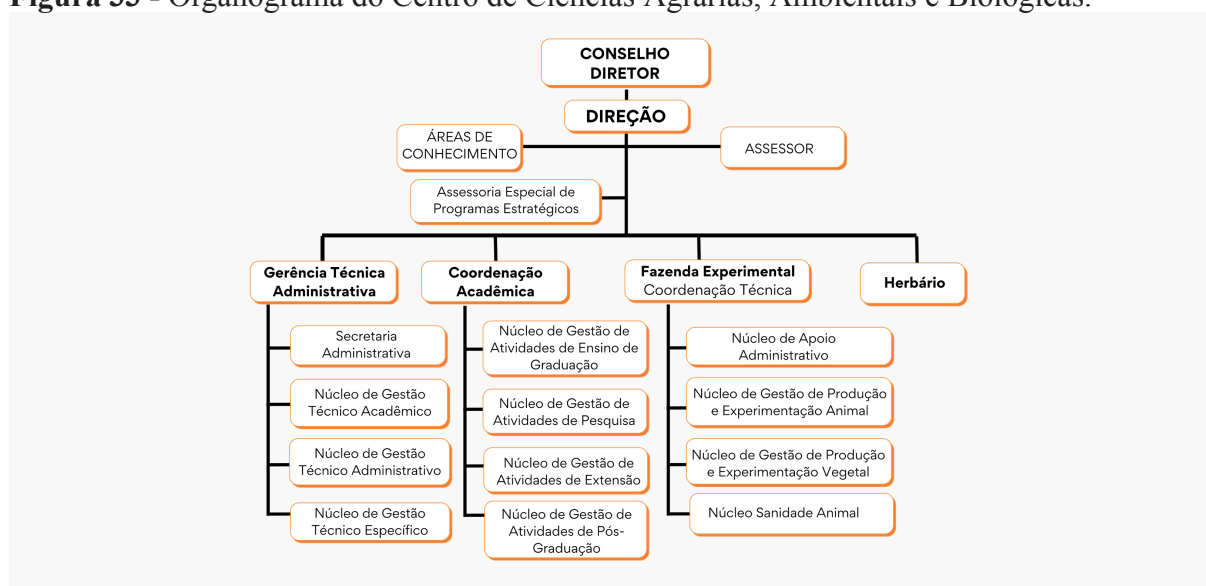 Figura 35 - Organograma do Centro de Ciências Agrárias, Ambientais e Biológicas.
CONSELHO
DIRETOR
DIREÇÃO
ÁREAS DE
CONHECIMENTO
ASSESSOR
Assessoria Especial de
Programas Estratégicos
Gerência Técnica
Administrativa
Coordenação
Acadêmica
Fazenda Experimental
Coordenação Técnica
Herbário
Secretaria
Administrativa
Núcleo de Gestão
Técnico Acadêmico
Núcleo de Gestão
Técnico Administrativo
Núcleo de Gestão
Técnico Específico
Núcleo de Gestão de
Atividades de Ensino de
Graduação
Núcleo de Gestão de
Atividades de Pesquisa
Núcleo de Gestão de
Atividades de Extensão
Núcleo de Gestão de
Atividades de Pós-
Graduação
Núcleo de Apoio
Administrativo
Núcleo de Gestão de Produção
e Experimentação Animal
Núcleo de Gestão de Produção
e Experimentação Vegetal
Núcleo Sanidade Animal